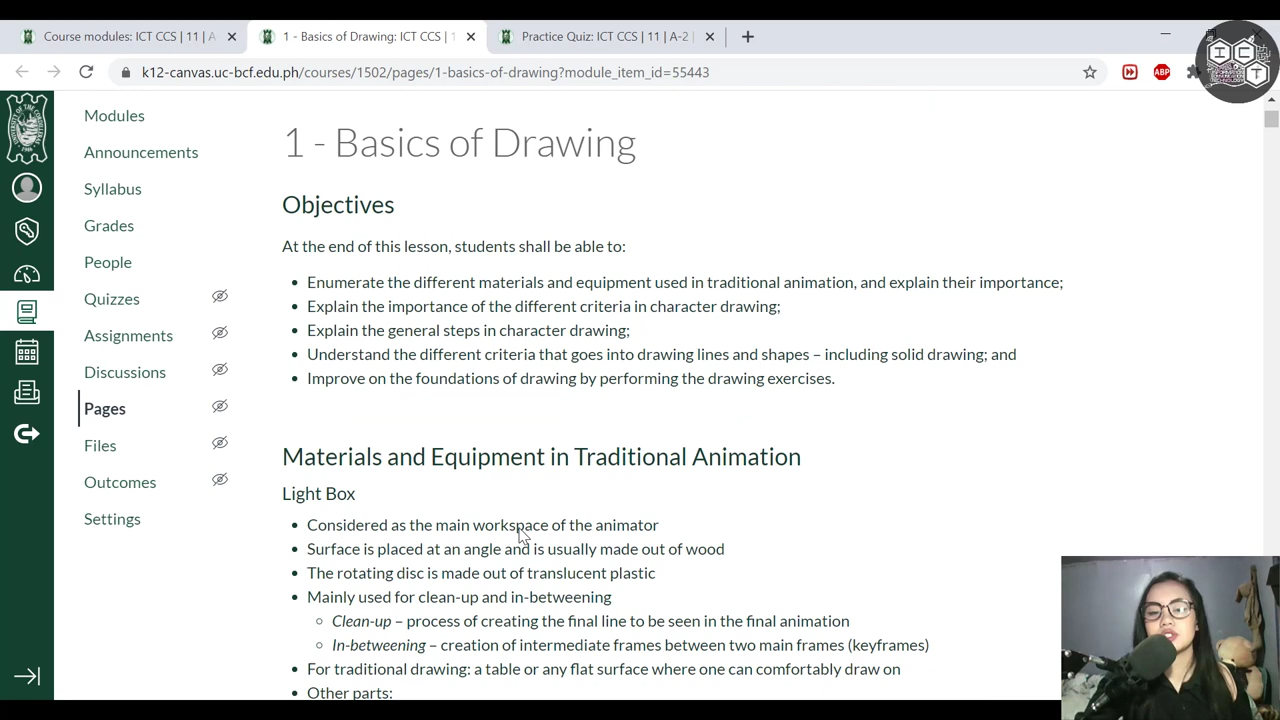 Course modules: ICT CCS | 11 | A
1 - Basics of Drawing: ICT CCS | 1
Practice Quiz: ICT CCS | 11 | A-2 |
k12-canvas.uc-bcf.edu.ph/courses/1502/pages/1-basics-of-drawing?module_item_id=55443
ABP
ICT
Modules
Announcements
Syllabus
Grades
People
Quizzes
Assignments
Discussions
Pages
Files
Outcomes
Settings
1 - Basics of Drawing
Objectives
At the end of this lesson, students shall be able to:
Enumerate the different materials and equipment used in traditional animation, and explain their importance;
Explain the importance of the different criteria in character drawing;
Explain the general steps in character drawing;
Understand the different criteria that goes into drawing lines and shapes – including solid drawing; and
Improve on the foundations of drawing by performing the drawing exercises.
Materials and Equipment in Traditional Animation
Light Box
Considered as the main workspace of the animator
Surface is placed at an angle and is usually made out of wood
The rotating disc is made out of translucent plastic
Mainly used for clean-up and in-betweening
Clean-up – process of creating the final line to be seen in the final animation
In-betweening – creation of intermediate frames between two main frames (keyframes)
For traditional drawing: a table or any flat surface where one can comfortably draw on
Other parts: